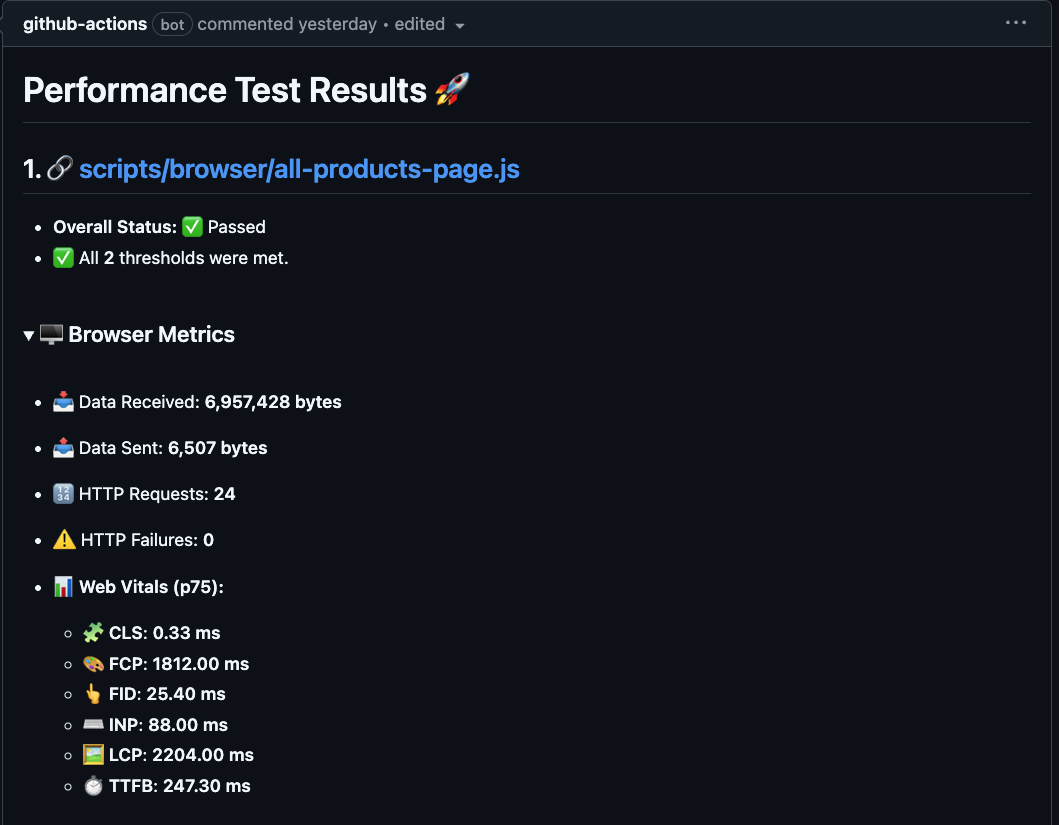 github-actions bot commented yesterday • edited
Performance Test Results 🚀
1. 🔗 scripts/browser/all-products-page.js
• Overall Status: ✅ Passed
• ✅ All 2 thresholds were met.
▼ 🖥️ Browser Metrics
• 📥 Data Received: 6,957,428 bytes
• 📤 Data Sent: 6,507 bytes
• 🔢 HTTP Requests: 24
• ⚠️ HTTP Failures: 0
• 📊 Web Vitals (p75):
◦ 🧩 CLS: 0.33 ms
◦ 🎨 FCP: 1812.00 ms
◦ 👆 FID: 25.40 ms
◦ ⌨️ INP: 88.00 ms
◦ 🖼️ LCP: 2204.00 ms
◦ ⏱️ TTFB: 247.30 ms